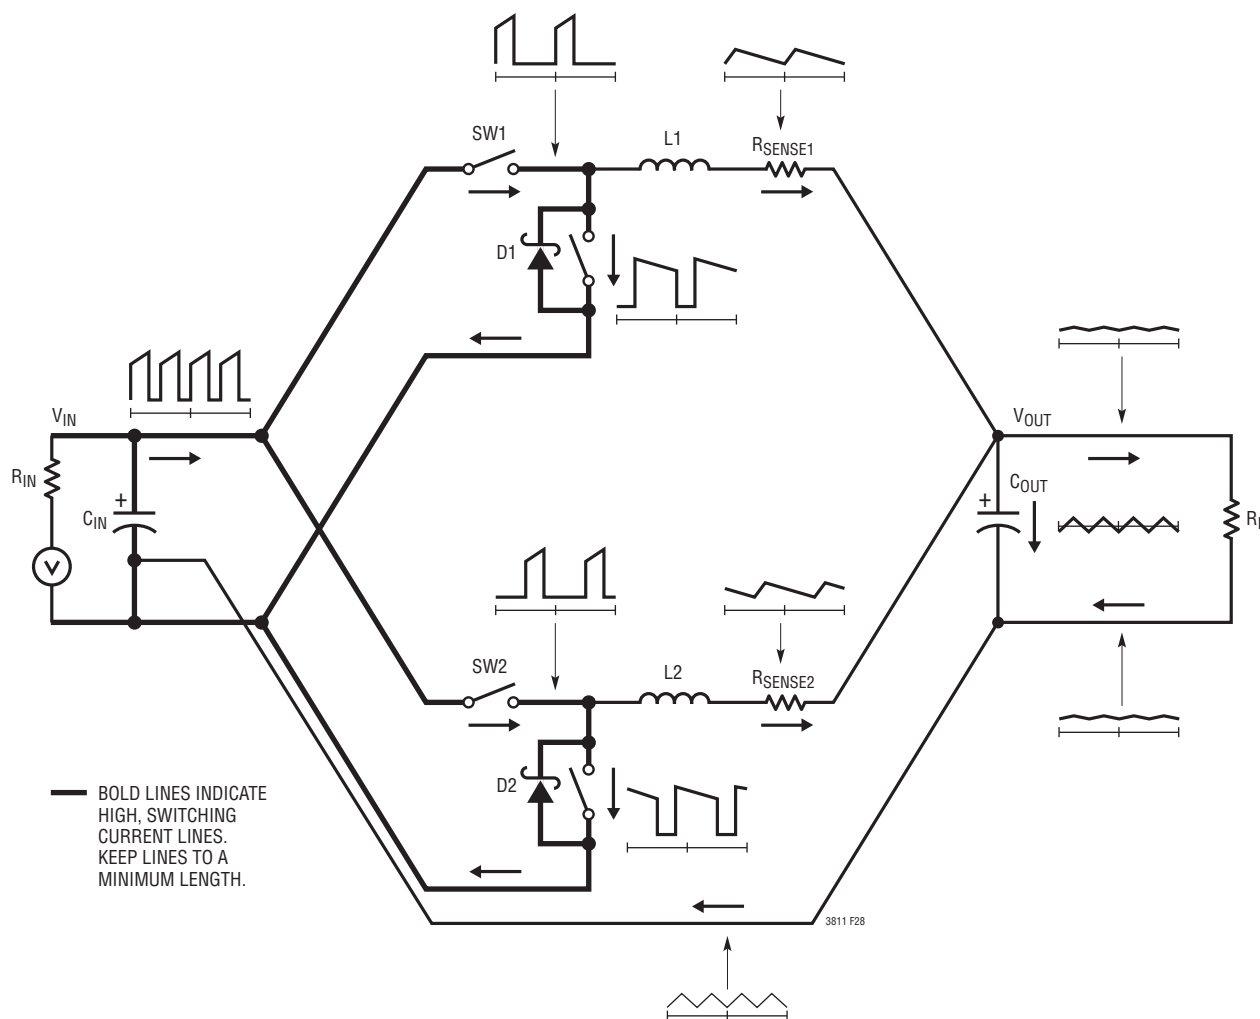 SW1
L1
RSENSE1
D1
VIN
RIN
+
CIN
VOUT
+
COUT
SW2
L2
RSENSE2
D2
BOLD LINES INDICATE
HIGH, SWITCHING
CURRENT LINES.
KEEP LINES TO A
MINIMUM LENGTH.
3811 F28